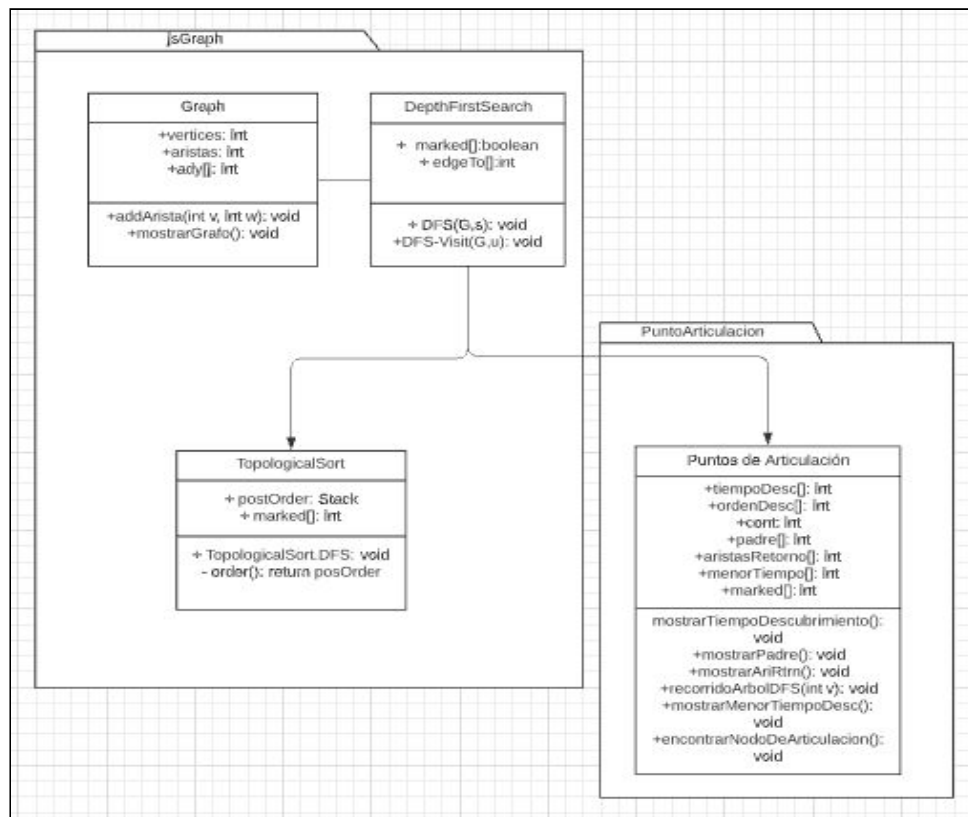 jsGraph
Graph
+vertices: int
+aristas: int
+ady[]: int
+addArista(int v, int w): void
+mostrarGrafo(): void
DepthFirstSearch
+ marked[]:boolean
+ edgeTo[]:int
+ DFS(G,s): void
+DFS-Visit(G,u): void
TopologicalSort
+ postOrder: Stack
+ marked[]: int
+ TopologicalSort.DFS: void
- order(): return posOrder
PuntoArticulacion
Puntos de Articulación
+tiempoDesc[]: int
+ordenDesc[]: int
+cont: int
+padre[]: int
+aristasRetorno[]: int
+menorTiempo[]: int
+marked[]: int
mostrarTiempoDescubrimiento():
void
+mostrarPadre(): void
+mostrarAriRtrn(): void
+recorridoArbolDFS(int v): void
+mostrarMenorTiempoDesc():
void
+encontrarNodoDeArticulacion():
void